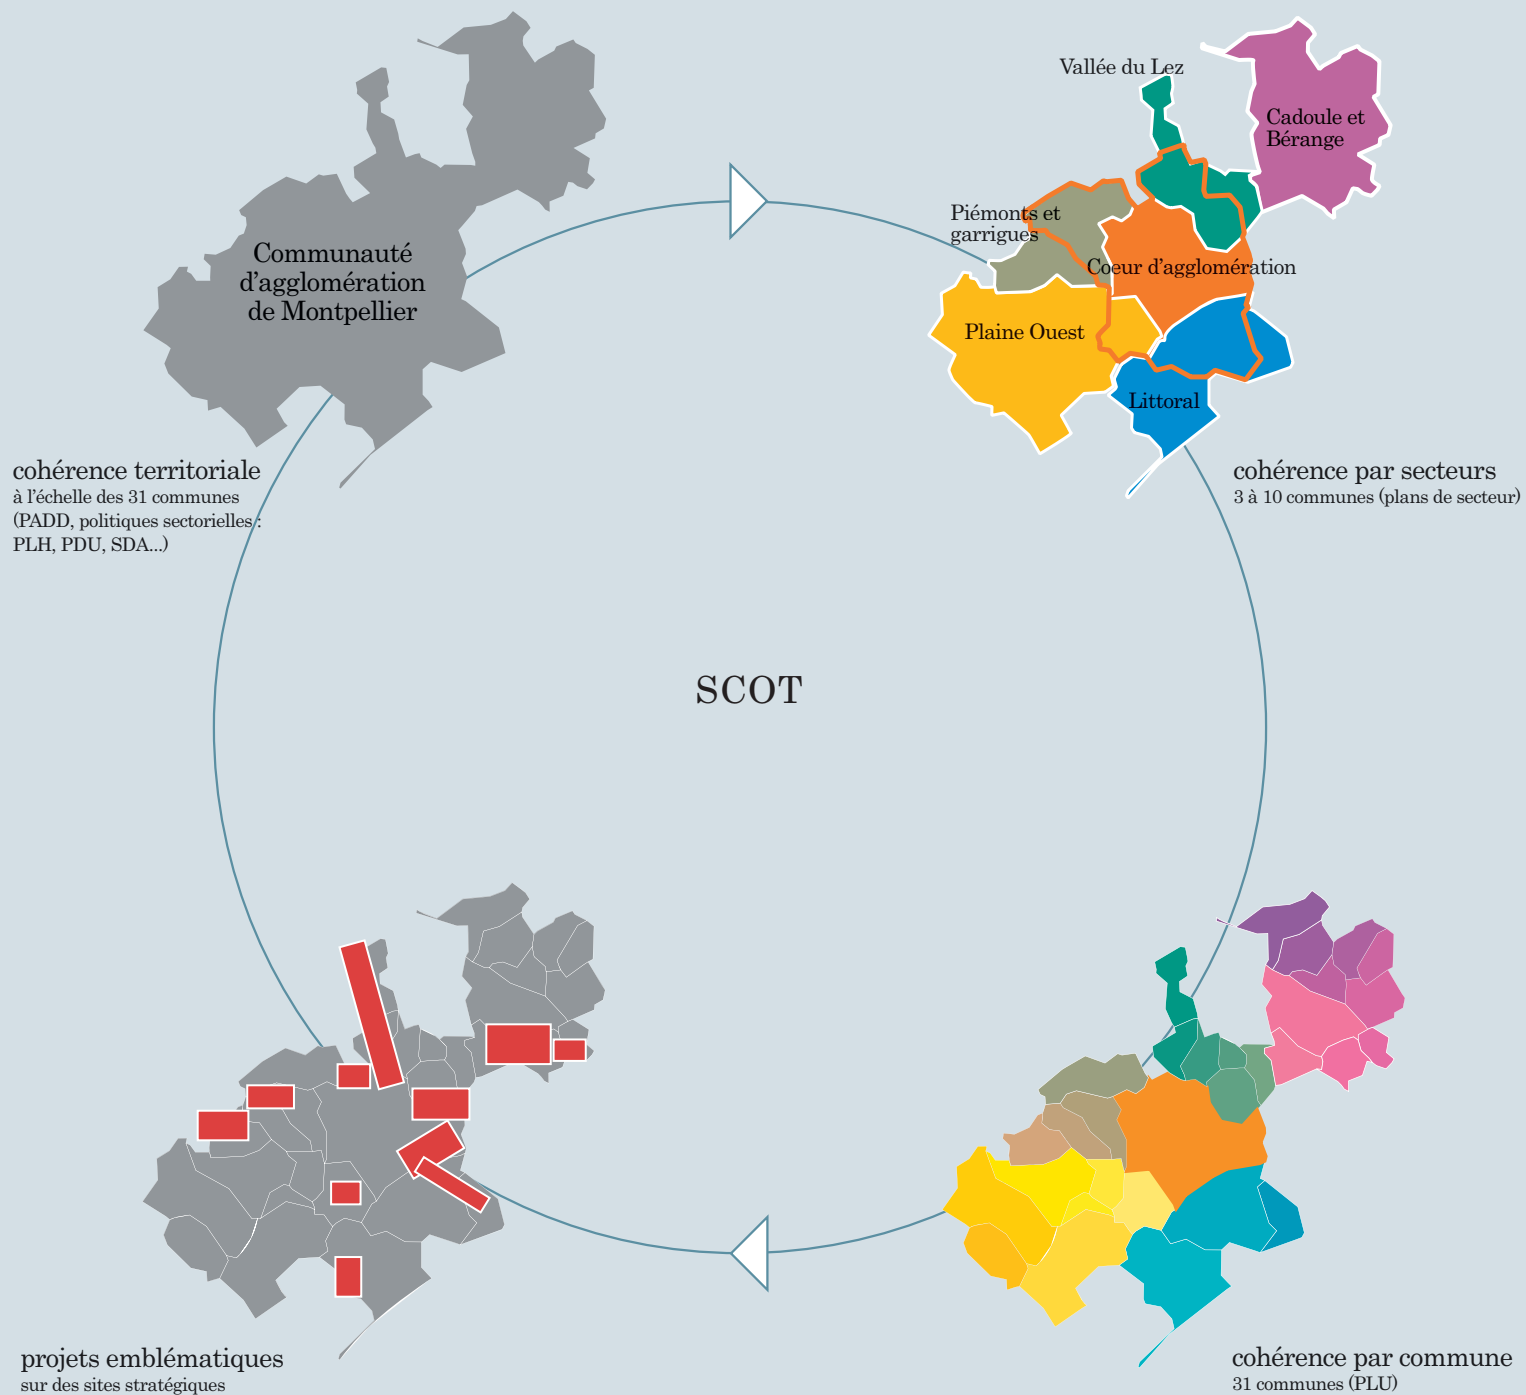 Communauté
d’agglomération
de Montpellier
cohérence territoriale
à l’échelle des 31 communes
(PADD, politiques sectorielles :
PLH, PDU, SDA...)
Vallée du Lez
Cadoule et
Bérange
Piémonts et
garrigues
Coeur d’agglomération
Plaine Ouest
Littoral
cohérence par secteurs
3 à 10 communes (plans de secteur)
SCOT
projets emblématiques
sur des sites stratégiques
cohérence par commune
31 communes (PLU)